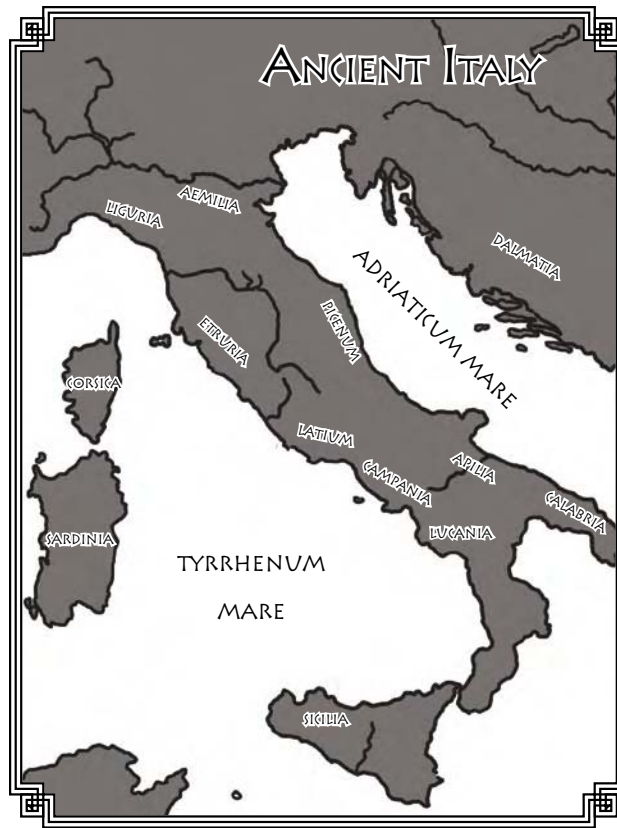 ANCIENT ITALY
AEMILIA
LIGURIA
DALMATIA
ADRIATICUM MARE
PICENUM
ETRURIA
CORSICA
LATIUM
APILIA
CAMPANIA
CALABRIA
LUCANIA
SARDINIA
TYRRHENUM
MARE
SICILIA